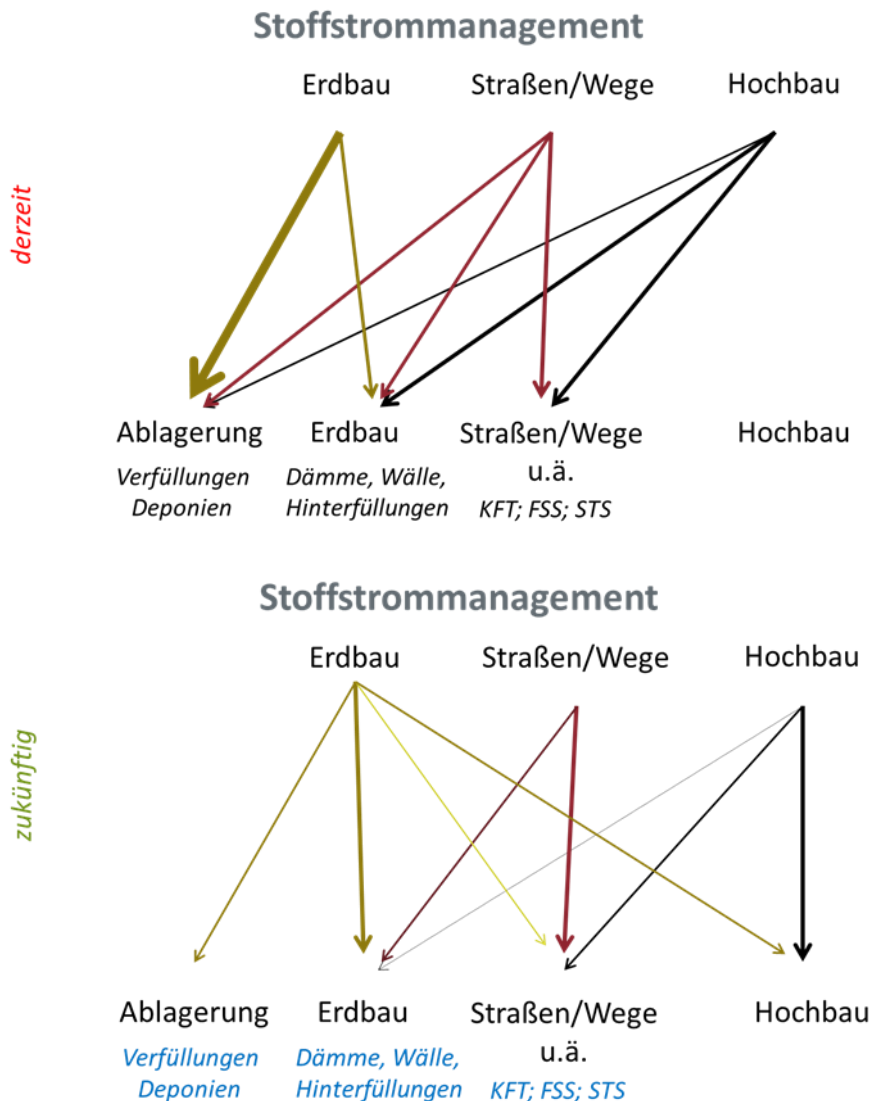 Stoffstrommanagement
Erdbau Straßen/Wege Hochbau
derzeit
Ablagerung Erdbau Straßen/Wege Hochbau
u.ä.
Verfüllungen Dämme, Wälle,
Deponien Hinterfüllungen KFT; FSS; STS
Stoffstrommanagement
Erdbau Straßen/Wege Hochbau
zukünftig
Ablagerung Erdbau Straßen/Wege Hochbau
u.ä.
Verfüllungen Dämme, Wälle,
Deponien Hinterfüllungen KFT; FSS; STS